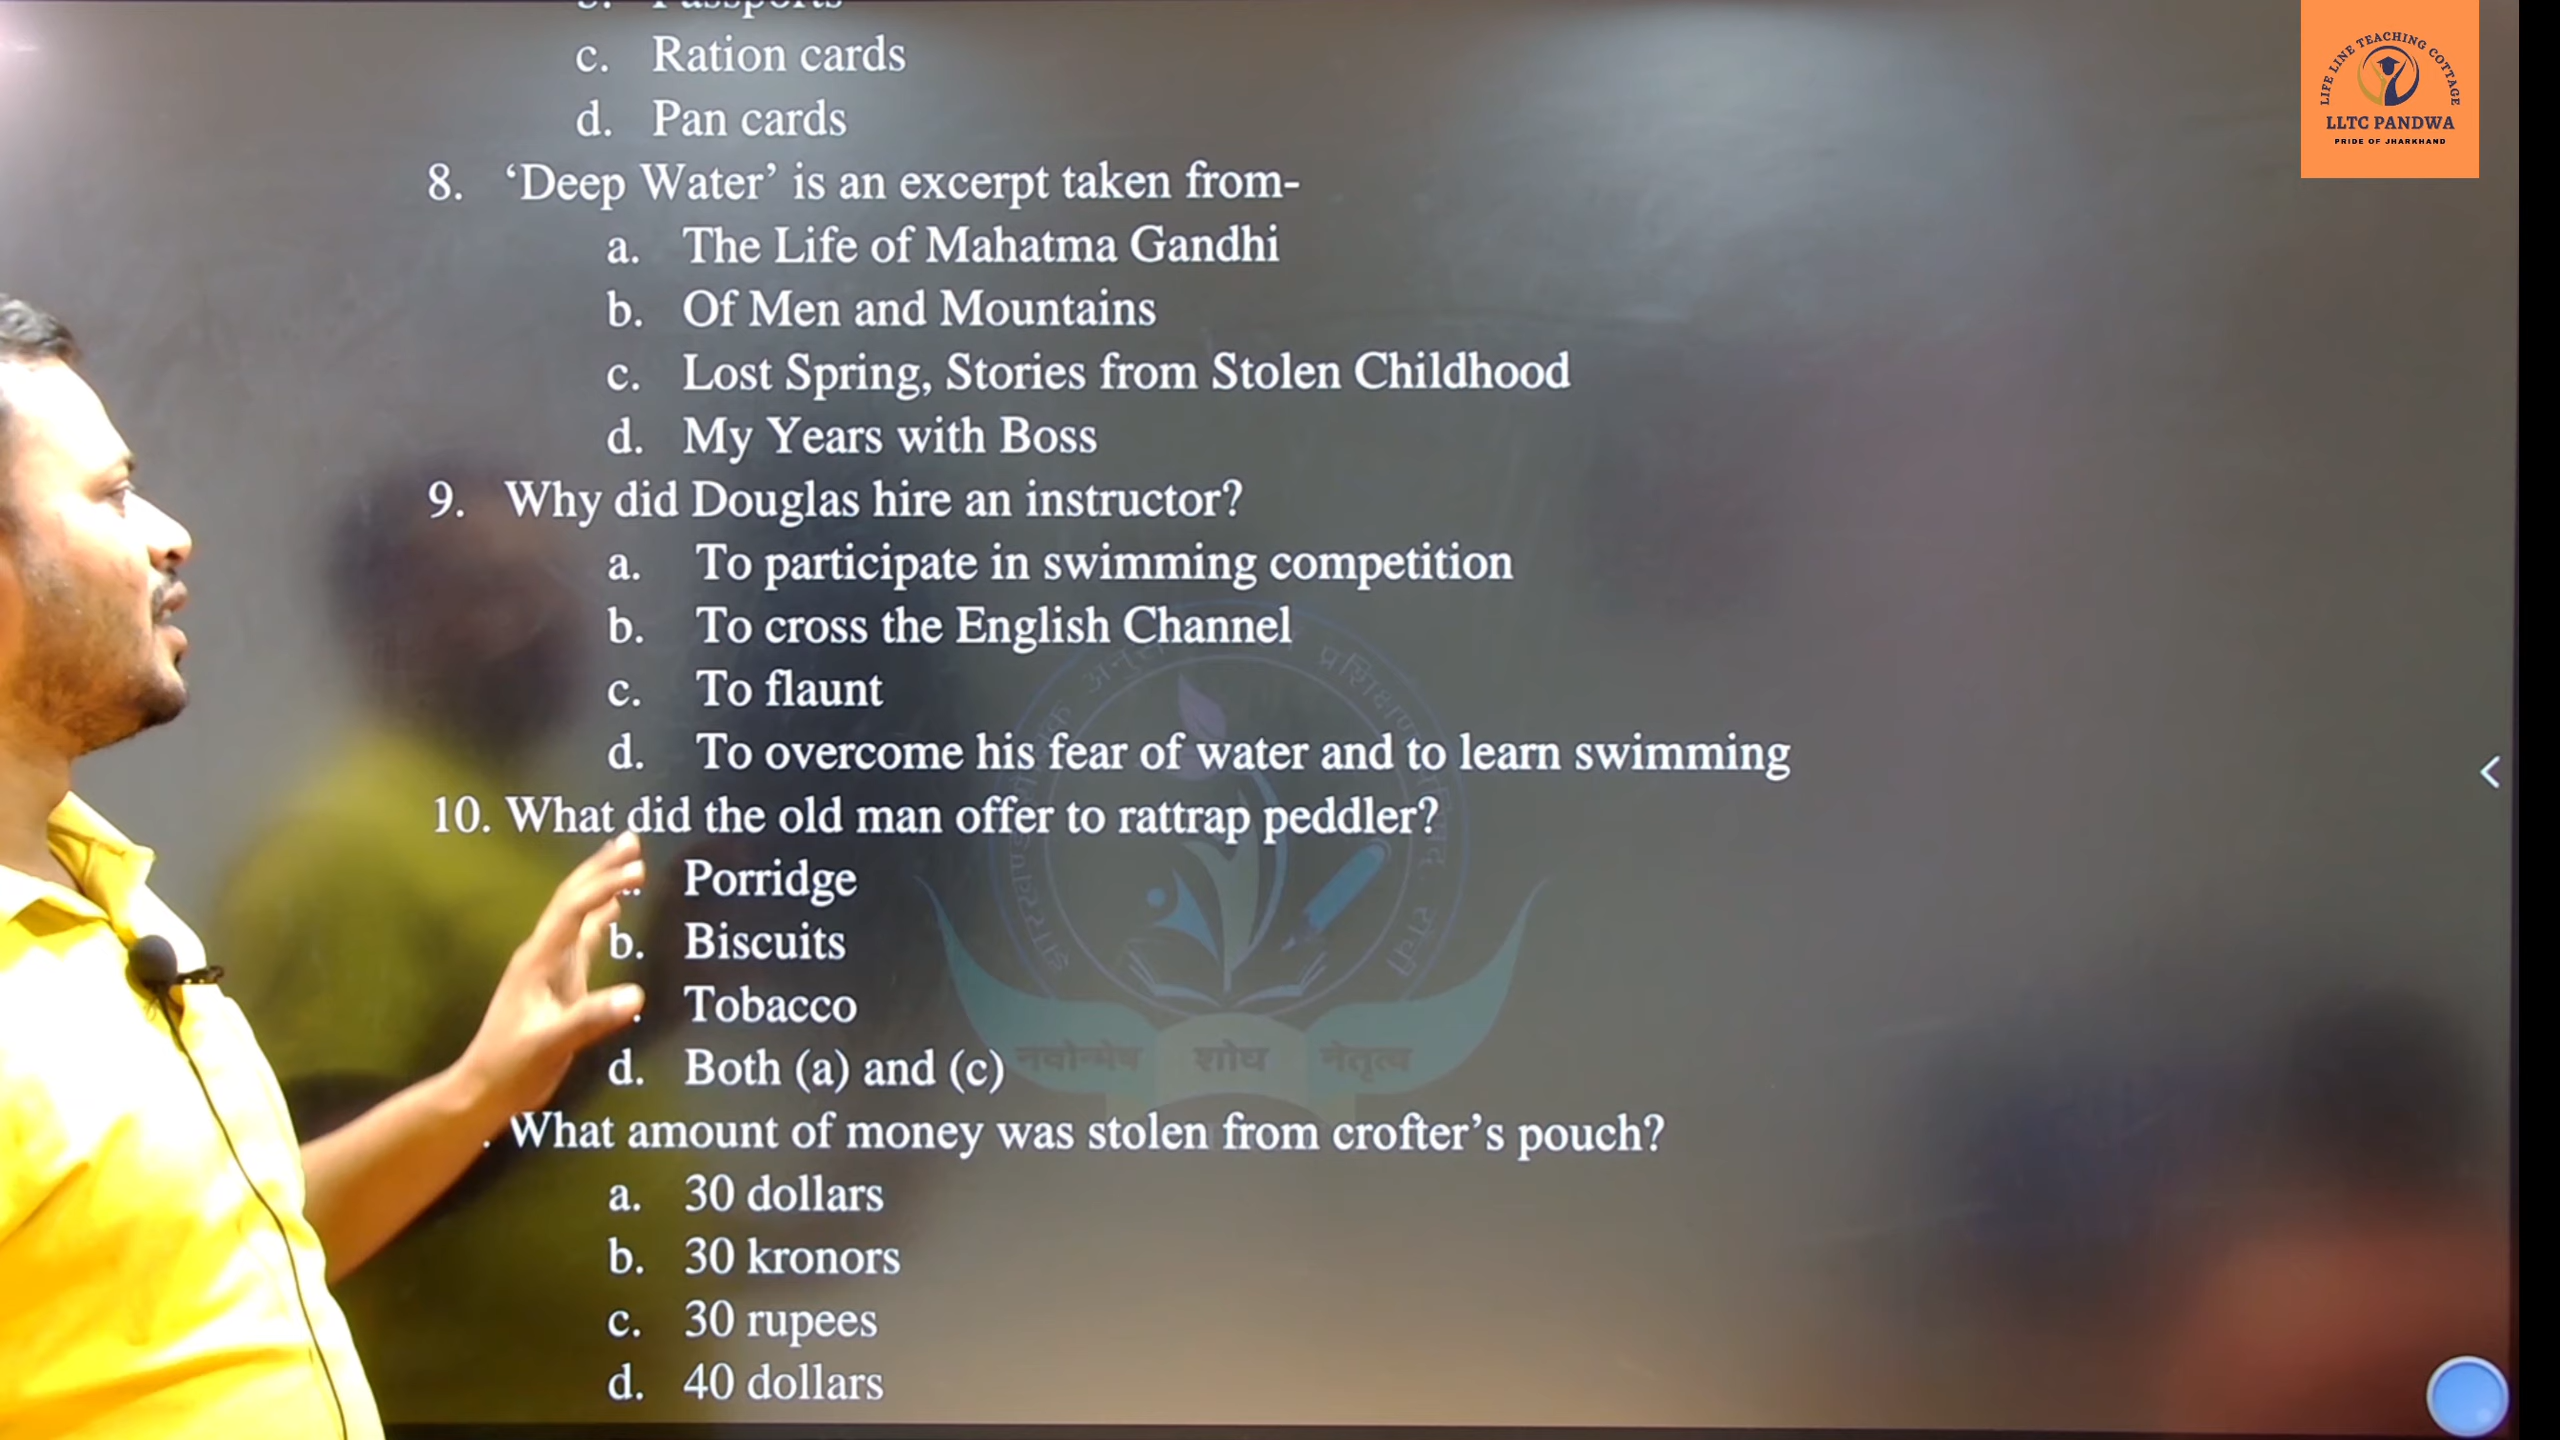 Passports
c. Ration cards
d. Pan cards
8. ‘Deep Water’ is an excerpt taken from-
a. The Life of Mahatma Gandhi
b. Of Men and Mountains
c. Lost Spring, Stories from Stolen Childhood
d. My Years with Boss
9. Why did Douglas hire an instructor?
a. To participate in swimming competition
b. To cross the English Channel
c. To flaunt
d. To overcome his fear of water and to learn swimming
10. What did the old man offer to rattrap peddler?
Porridge
b. Biscuits
Tobacco
d. Both (a) and (c)
. What amount of money was stolen from crofter’s pouch?
a. 30 dollars
b. 30 kronors
c. 30 rupees
d. 40 dollars
LIFE LINE TEACHING COTTAGE
LLTC PANDWA
PRIDE OF JHARKHAND
प्रशिक्षण
नवोन्मेष शोध नेतृत्व